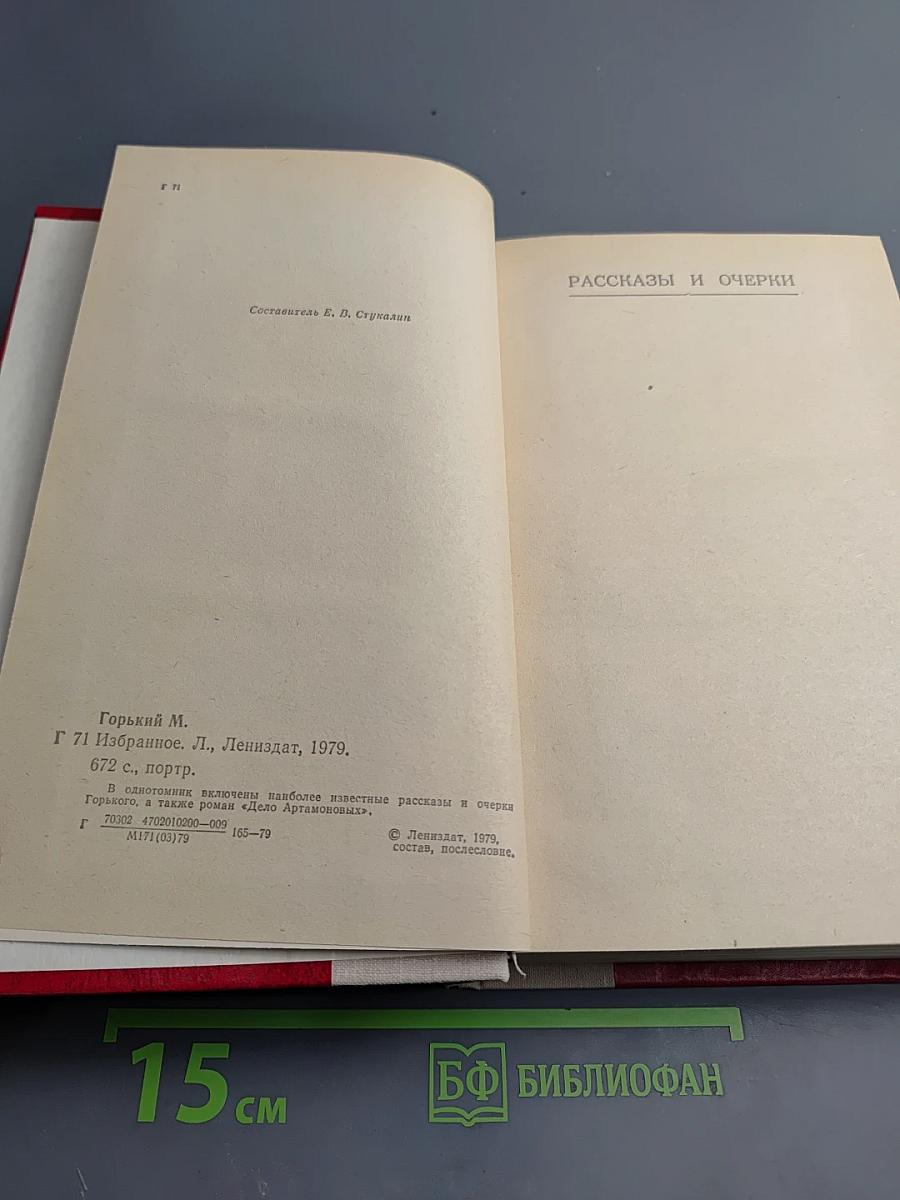 Г 71
Составитель Е. В. Стукалин
Горький М.
Г 71 Избранное. Л., Лениздат, 1979.
672 с., портр.
В однотомник включены наиболее известные рассказы и очерки
Горького, а также роман «Дело Артамоновых».
Г 70302 4702010200—009 165—79
М171(03)79
© Лениздат, 1979,
состав, послесловие.
РАССКАЗЫ И ОЧЕРКИ
15 см
БФ БИБЛИОФАН